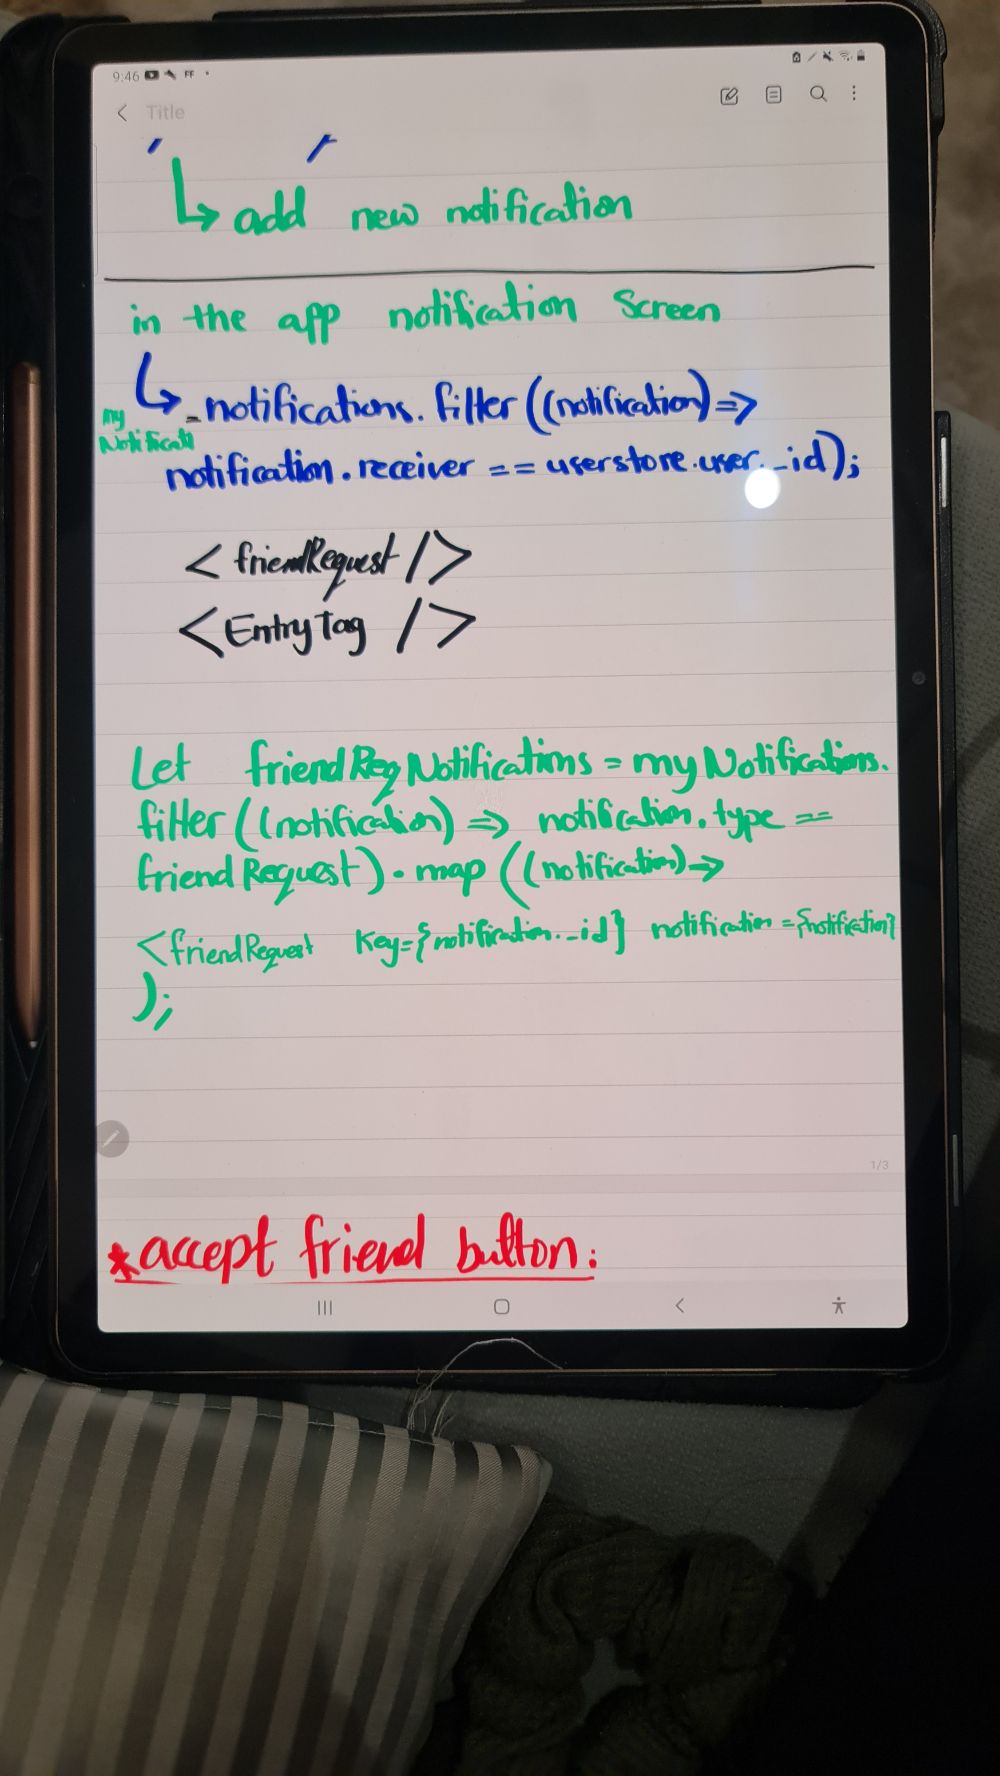 9:46
Title
↳ add new notification
in the app notification Screen
↳ notifications.filter((notification)=>
my
= 
Notificati
notification.receiver == userstore.user._id);
<friendRequest/>
<EntryTag />
Let friendReqNotifications = myNotifications.
filter((notification) => notification.type ==
friendRequest).map((notification)=>
<friendRequest Key={notification._id} notification={notification}
);
1/3
*accept friend button: